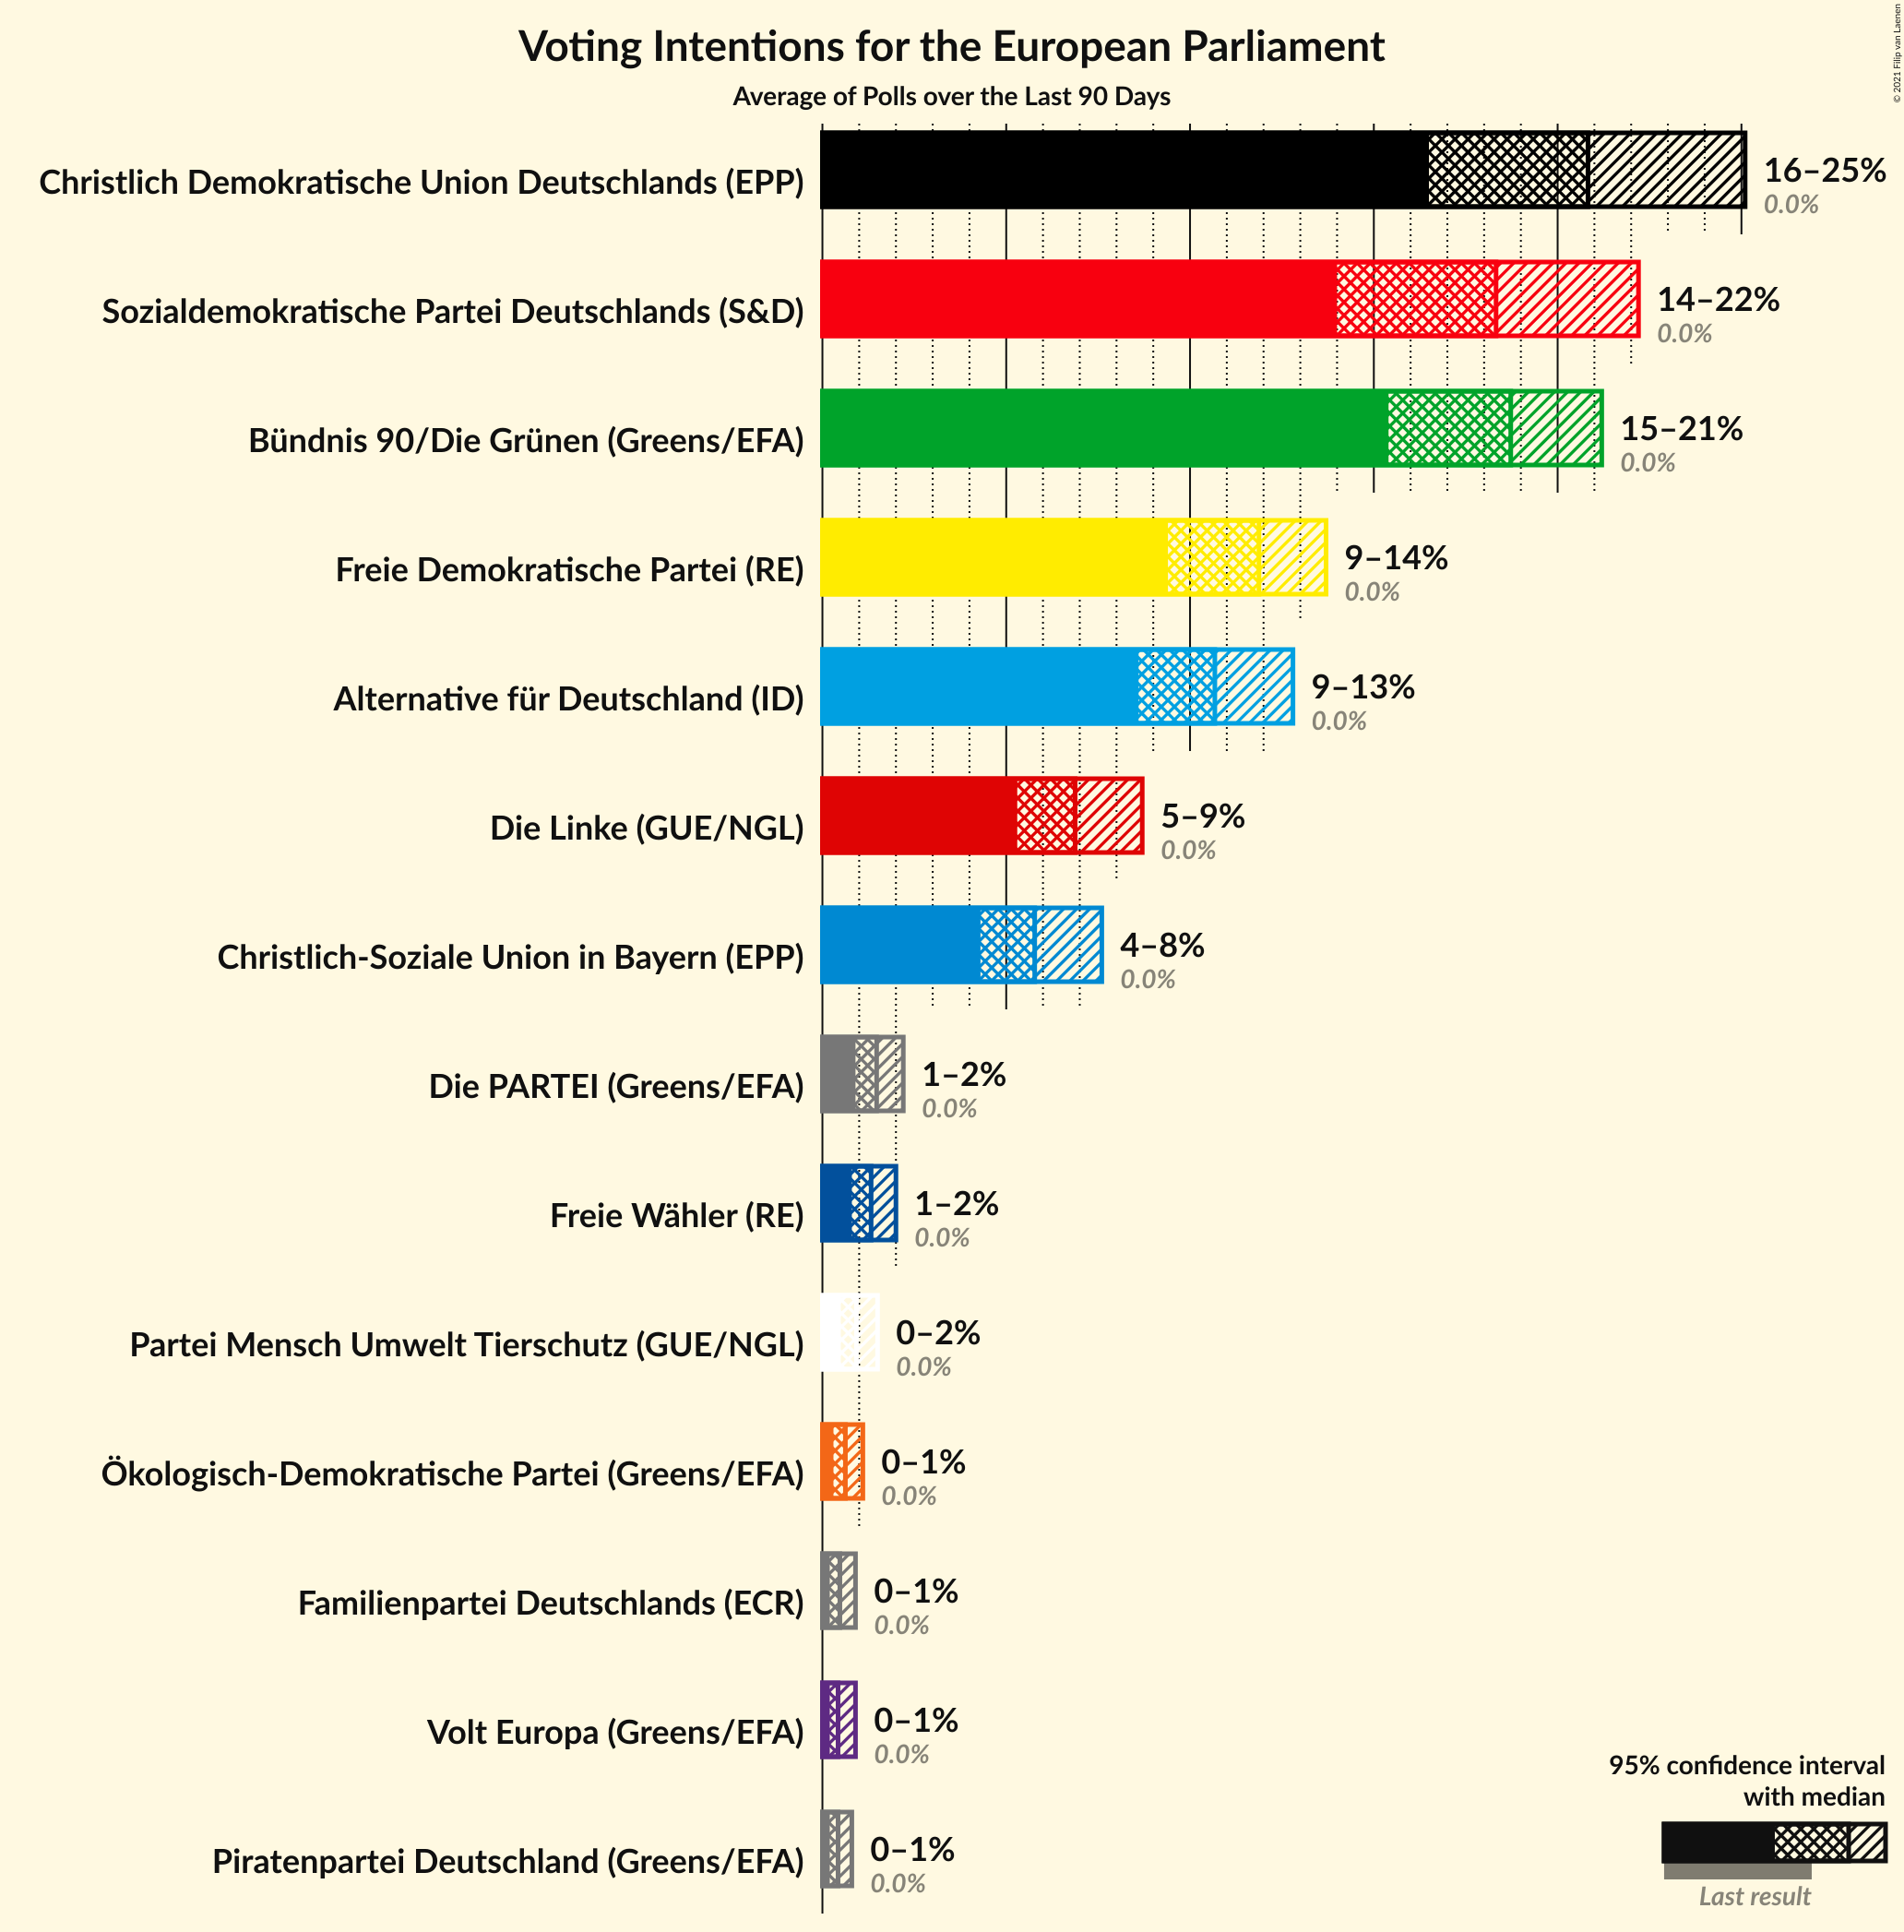 © 2021 Filip van Laenen
Voting Intentions for the European Parliament
Average of Polls over the Last 90 Days
Christlich Demokratische Union Deutschlands (EPP)
16–25%
0.0%
Sozialdemokratische Partei Deutschlands (S&D)
14–22%
0.0%
Bündnis 90/Die Grünen (Greens/EFA)
15–21%
0.0%
Freie Demokratische Partei (RE)
9–14%
0.0%
Alternative für Deutschland (ID)
9–13%
0.0%
Die Linke (GUE/NGL)
5–9%
0.0%
Christlich-Soziale Union in Bayern (EPP)
4–8%
0.0%
Die PARTEI (Greens/EFA)
1–2%
0.0%
Freie Wähler (RE)
1–2%
0.0%
Partei Mensch Umwelt Tierschutz (GUE/NGL)
0–2%
0.0%
Ökologisch-Demokratische Partei (Greens/EFA)
0–1%
0.0%
Familienpartei Deutschlands (ECR)
0–1%
0.0%
Volt Europa (Greens/EFA)
0–1%
0.0%
Piratenpartei Deutschland (Greens/EFA)
0–1%
0.0%
95% confidence interval
with median
Last result